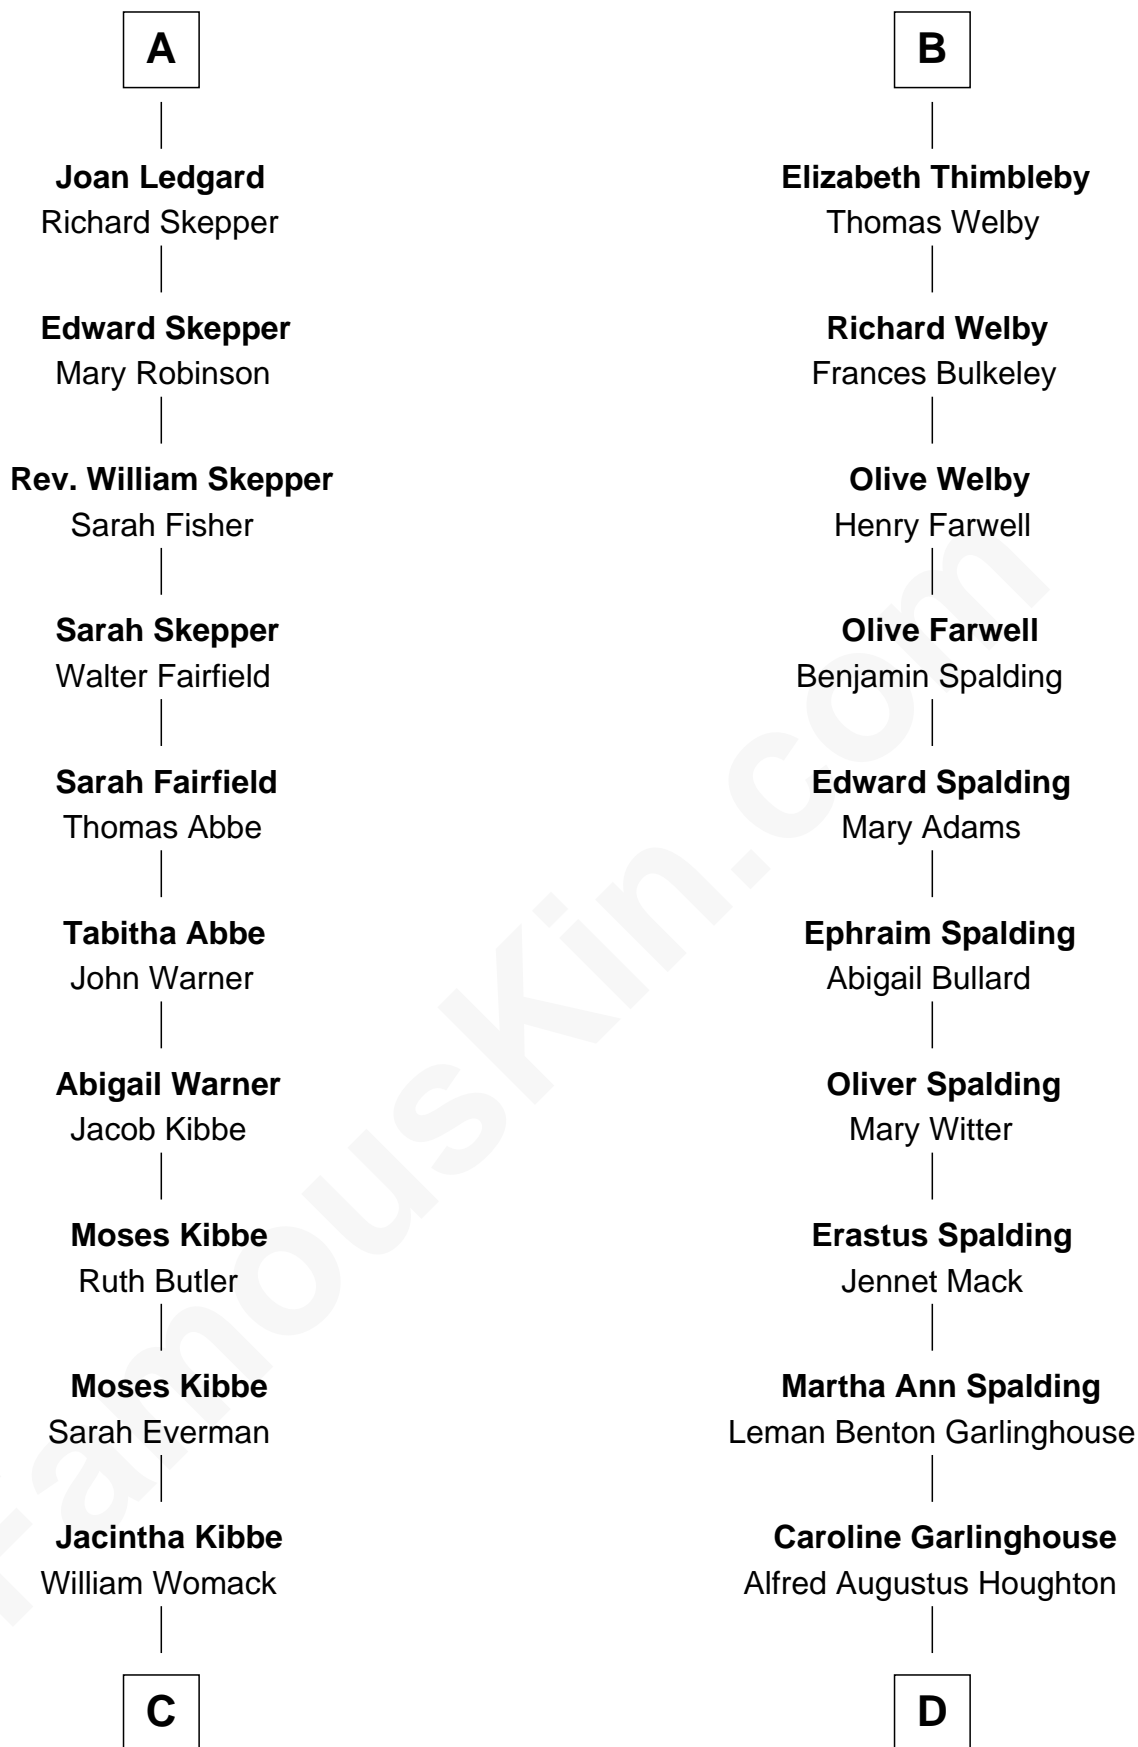 A
Joan Ledgard
Richard Skepper
Edward Skepper
Mary Robinson
Rev. William Skepper
Sarah Fisher
Sarah Skepper
Walter Fairfield
Sarah Fairfield
Thomas Abbe
Tabitha Abbe
John Warner
Abigail Warner
Jacob Kibbe
Moses Kibbe
Ruth Butler
Moses Kibbe
Sarah Everman
Jacintha Kibbe
William Womack
C
B
Elizabeth Thimbleby
Thomas Welby
Richard Welby
Frances Bulkeley
Olive Welby
Henry Farwell
Olive Farwell
Benjamin Spalding
Edward Spalding
Mary Adams
Ephraim Spalding
Abigail Bullard
Oliver Spalding
Mary Witter
Erastus Spalding
Jennet Mack
Martha Ann Spalding
Leman Benton Garlinghouse
Caroline Garlinghouse
Alfred Augustus Houghton
D
FamousKin.com